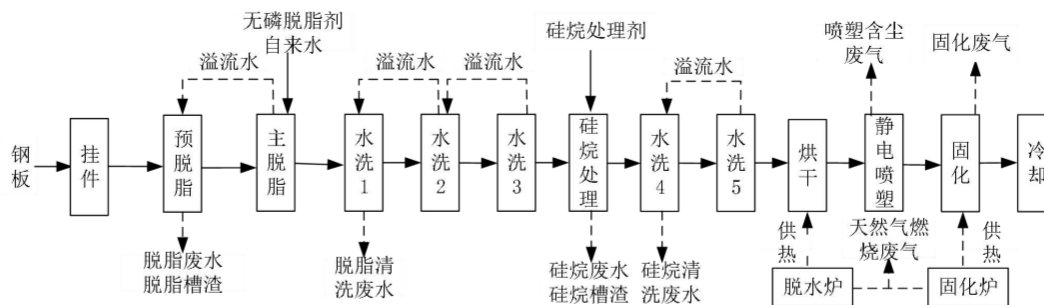 无磷脱脂剂
自来水
硅烷处理剂
喷塑含尘
废气
固化废气
溢流水
溢流水
溢流水
溢流水
钢板
挂件
预脱脂
主脱脂
水洗1
水洗2
水洗3
硅烷处理
水洗4
水洗5
烘干
静电喷塑
固化
冷却
脱脂废水
脱脂槽渣
脱脂清
洗废水
硅烷废水
硅烷槽渣
硅烷清
洗废水
供热
天然气燃
烧废气
供热
脱水炉
固化炉